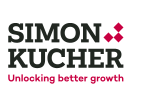 SIMON
KUCHER
Unlocking better growth